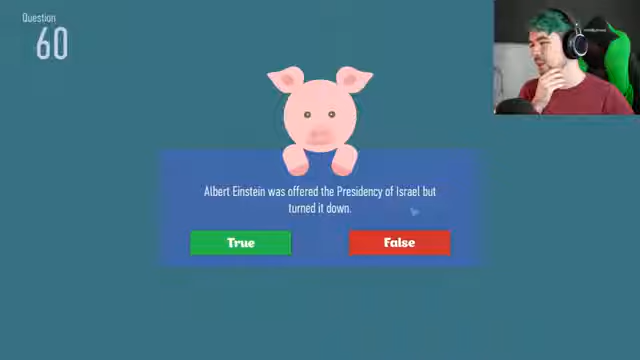 Question
60
Albert Einstein was offered the Presidency of Israel but
turned it down.
True
False